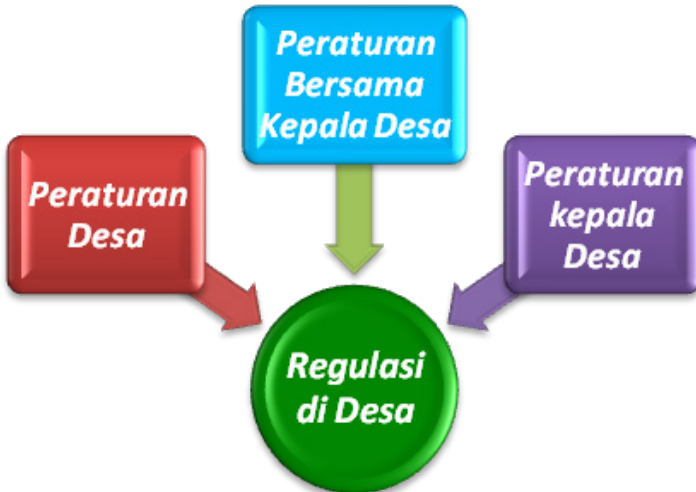 Peraturan
Bersama
Kepala Desa
Peraturan
Desa
Peraturan
kepala
Desa
Regulasi
di Desa